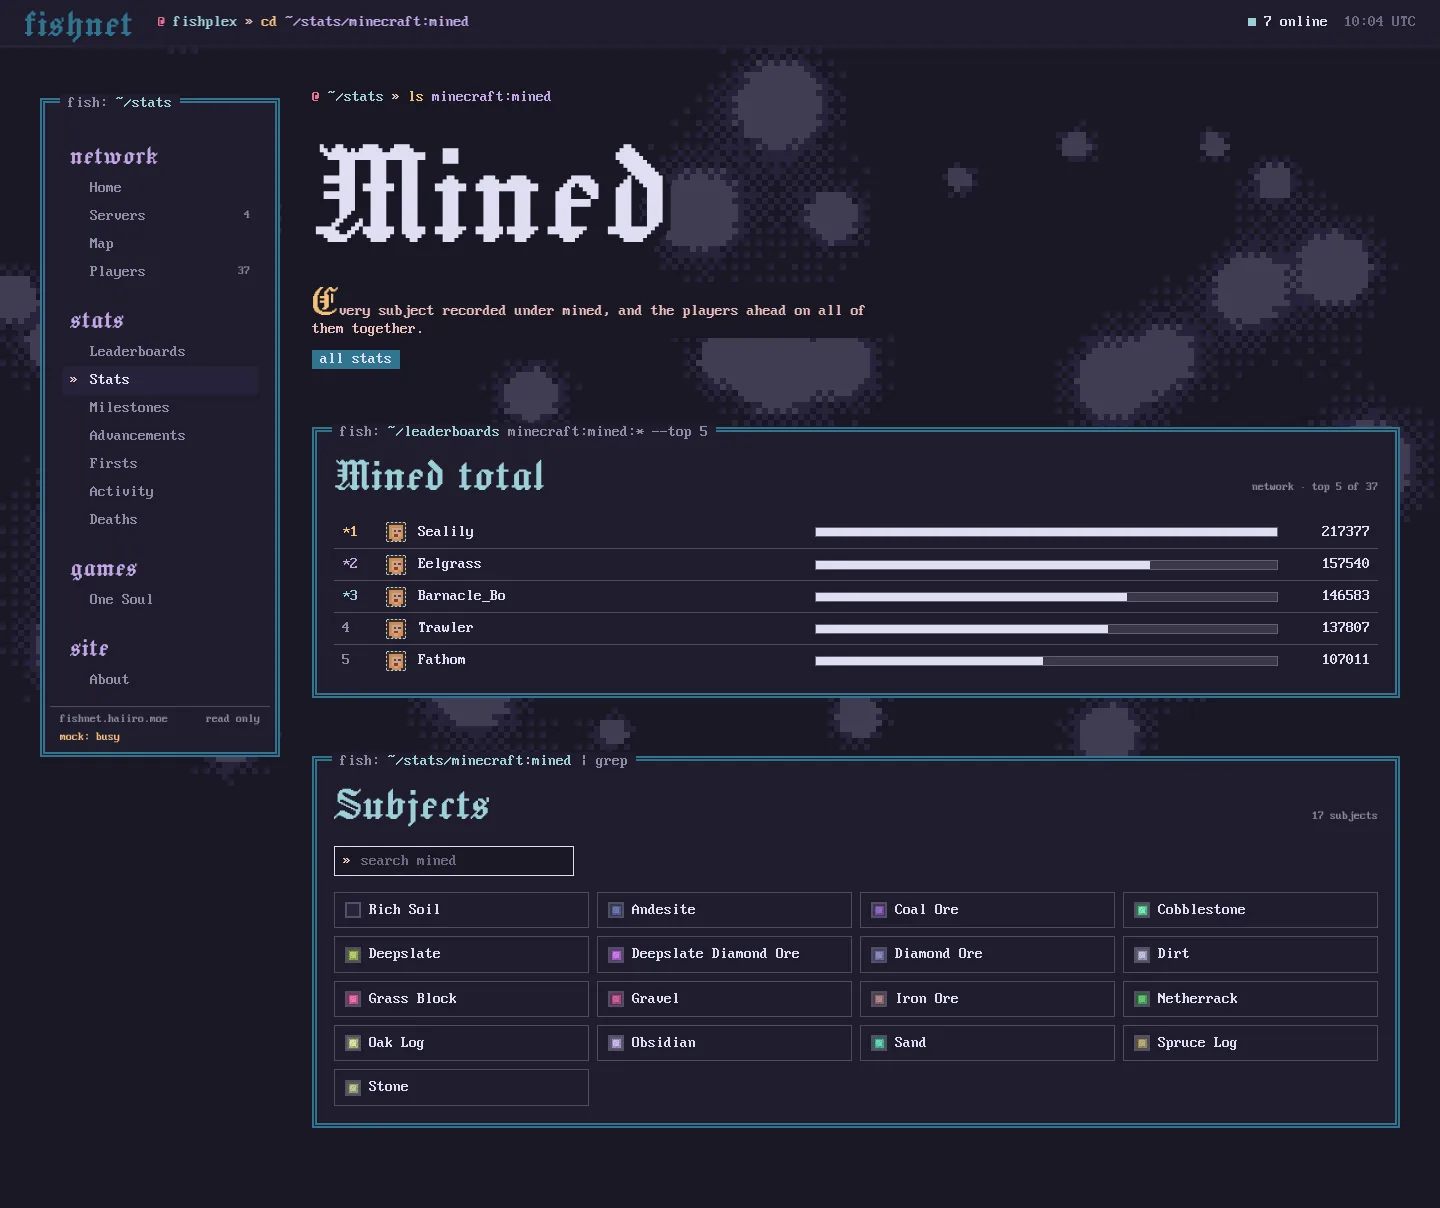 fishnet
@ fishplex » cd ~/stats/minecraft:mined
7 online 10:04 UTC
fish: ~/stats
network
Home
Servers 4
Map
Players 37
stats
Leaderboards
» Stats
Milestones
Advancements
Firsts
Activity
Deaths
games
One Soul
site
About
fishnet.haiiro.moe read only
mock: busy
@ ~/stats » ls minecraft:mined
Mined
Every subject recorded under mined, and the players ahead on all of
them together.
all stats
fish: ~/leaderboards minecraft:mined:* --top 5
Mined total
network · top 5 of 37
*1 Sealily 217377
*2 Eelgrass 157540
*3 Barnacle_Bo 146583
4 Trawler 137807
5 Fathom 107011
fish: ~/stats/minecraft:mined | grep
Subjects
17 subjects
» search mined
Rich Soil Andesite Coal Ore Cobblestone
Deepslate Deepslate Diamond Ore Diamond Ore Dirt
Grass Block Gravel Iron Ore Netherrack
Oak Log Obsidian Sand Spruce Log
Stone